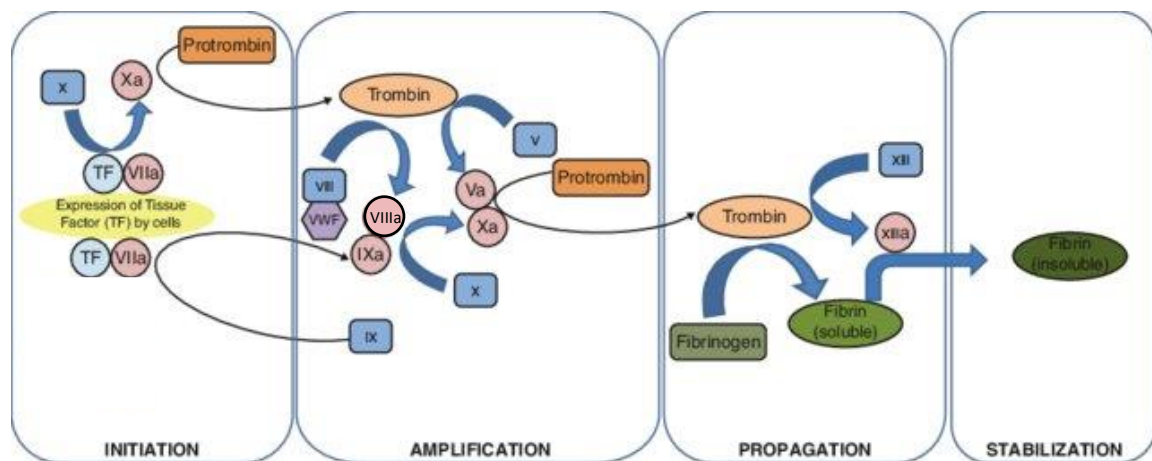 Protrombin
X
Xa
TF
VIIa
Expression of Tissue
Factor (TF) by cells
TF
VIIa
INITIATION
Trombin
V
VIII
VWF
VIIIa
IXa
Va
Xa
Protrombin
X
IX
AMPLIFICATION
XIII
Trombin
XIIIa
Fibrinogen
Fibrin
(soluble)
PROPAGATION
Fibrin
(insoluble)
STABILIZATION